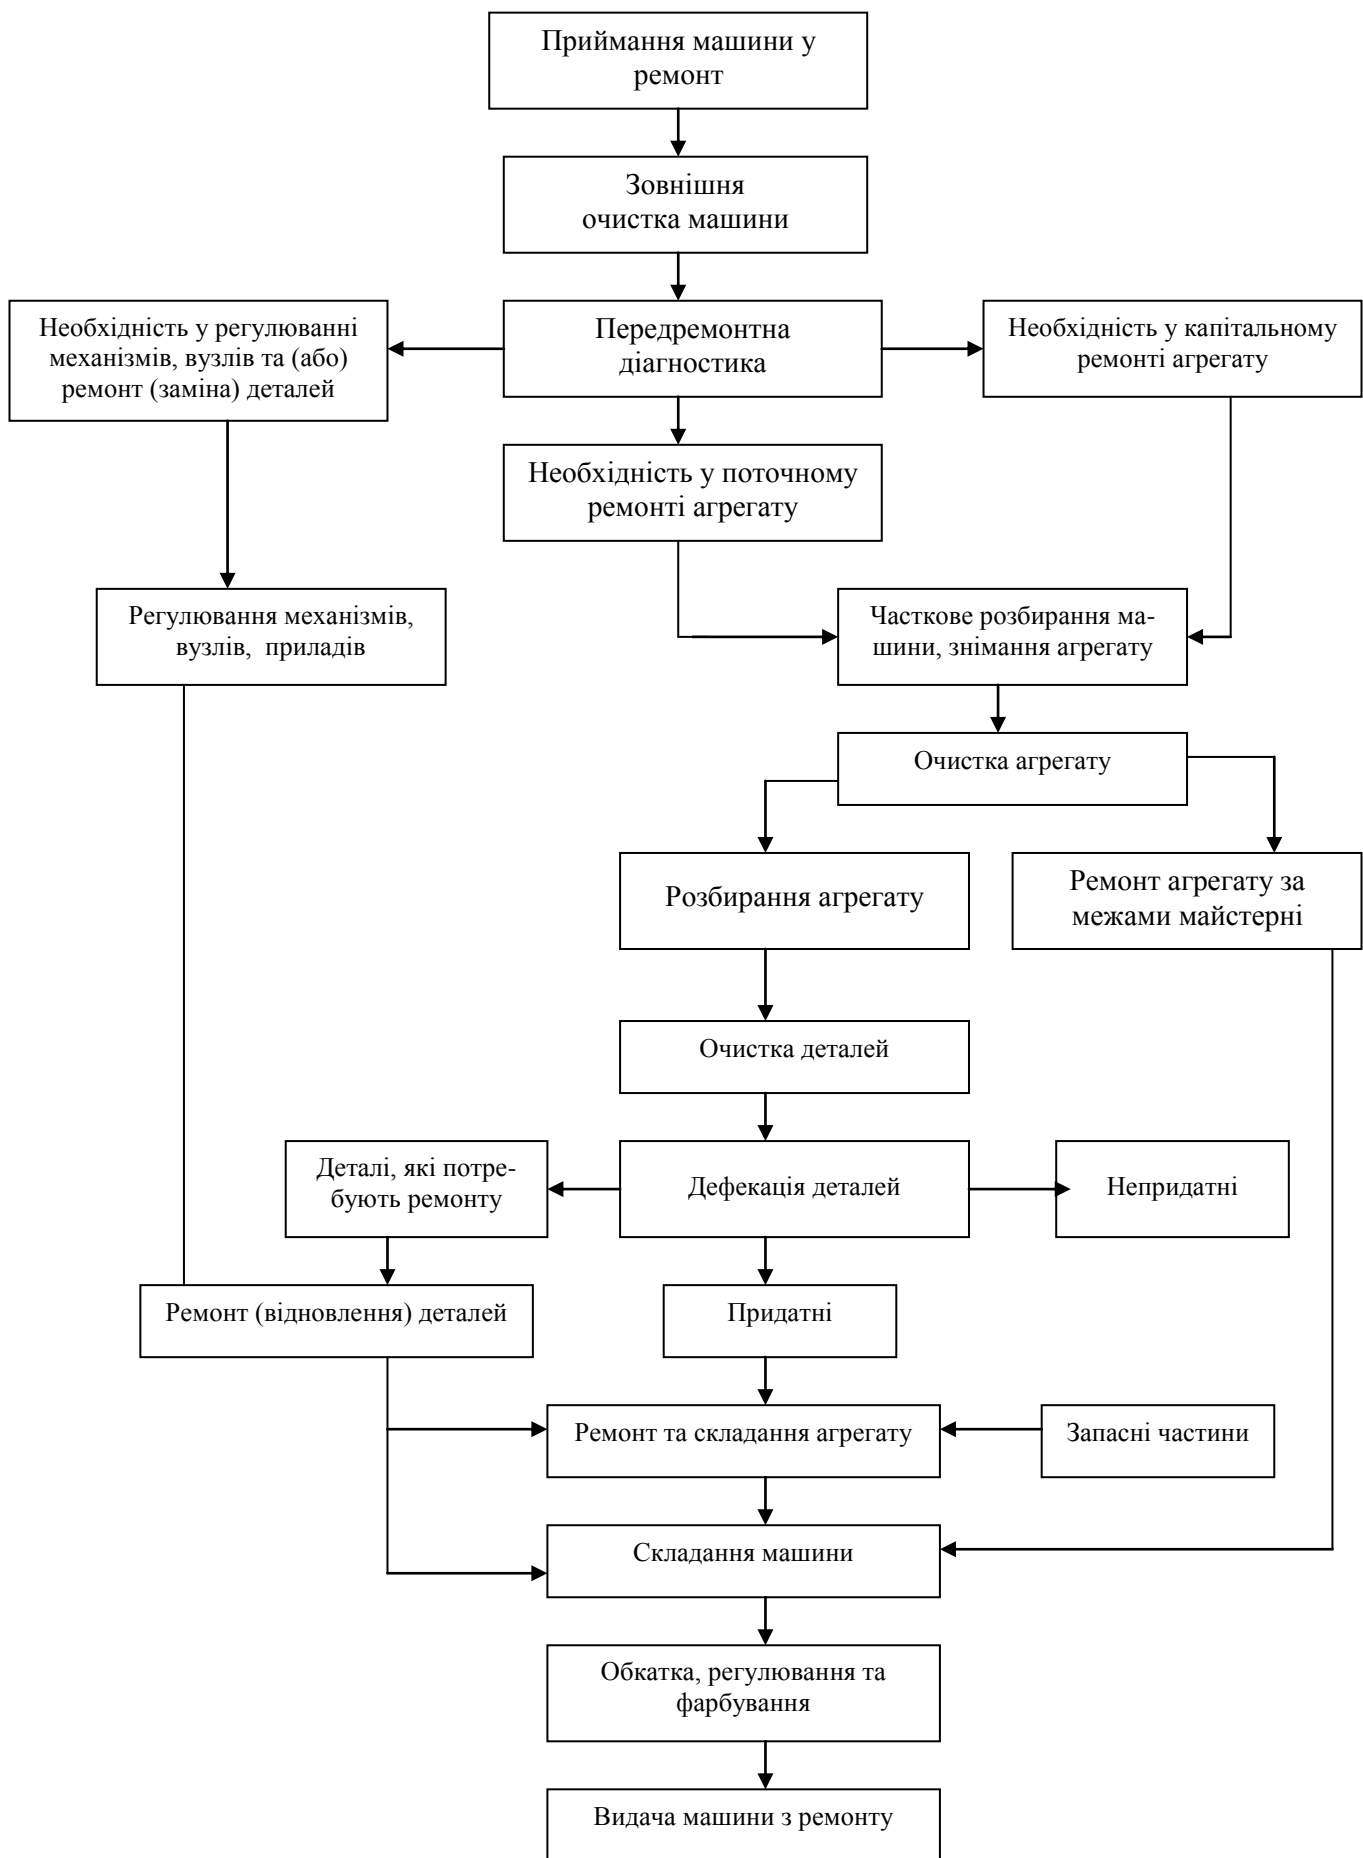 Приймання машини у
ремонт
Зовнішня
очистка машини
Необхідність у регулюванні
механізмів, вузлів та (або)
ремонт (заміна) деталей
Передремонтна
діагностика
Необхідність у капітальному
ремонті агрегату
Необхідність у поточному
ремонті агрегату
Регулювання механізмів,
вузлів, приладів
Часткове розбирання ма-
шини, знімання агрегату
Очистка агрегату
Розбирання агрегату
Ремонт агрегату за
межами майстерні
Очистка деталей
Деталі, які потре-
бують ремонту
Дефекація деталей
Непридатні
Ремонт (відновлення) деталей
Придатні
Ремонт та складання агрегату
Запасні частини
Складання машини
Обкатка, регулювання та
фарбування
Видача машини з ремонту